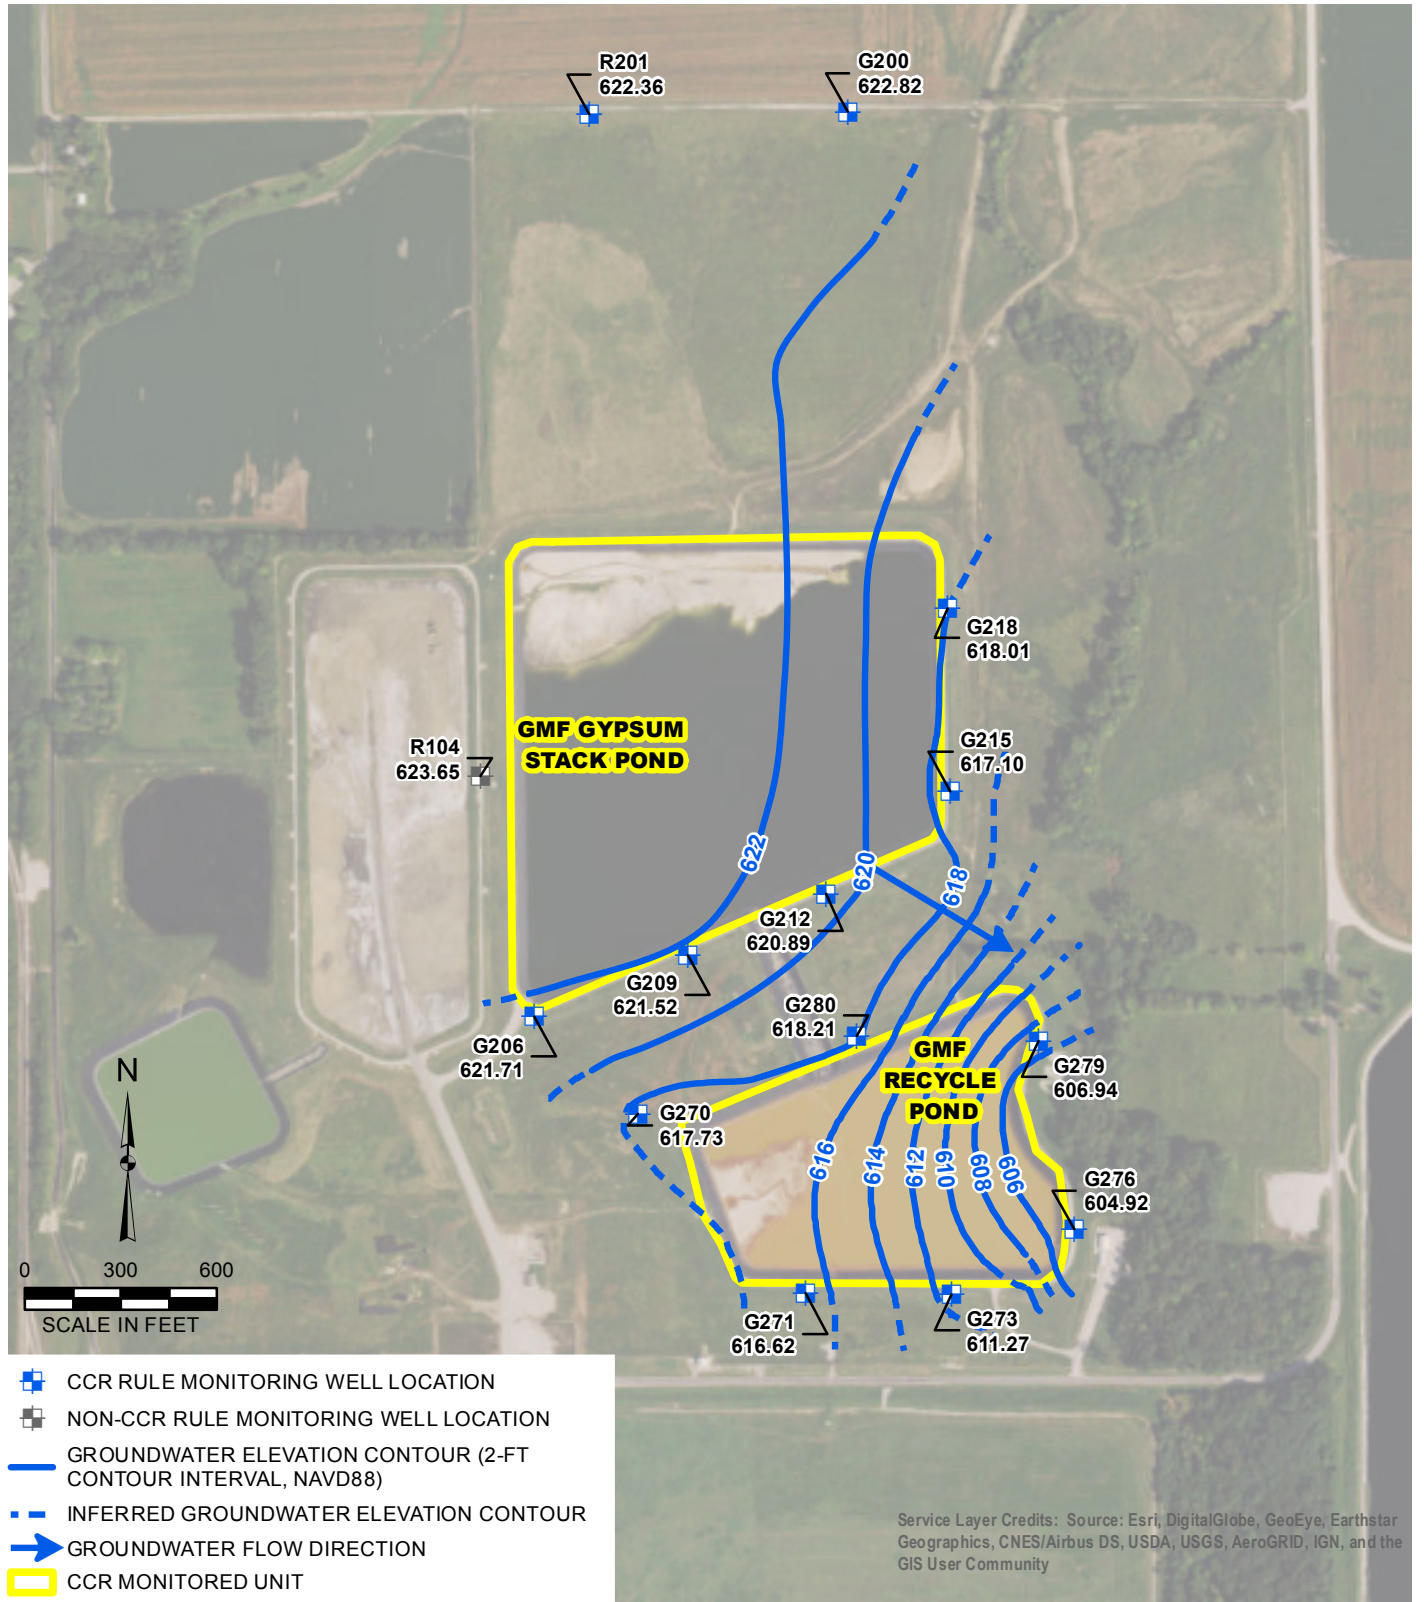 R201
622.36
G200
622.82
G218
618.01
GMF GYPSUM
STACK POND
R104
623.65
G215
617.10
622
620
618
G212
620.89
G209
621.52
G280
618.21
G206
621.71
GMF
RECYCLE
POND
G279
606.94
N
G270
617.73
616
614
612
610
608
606
G276
604.92
0 300 600
SCALE IN FEET
G271
616.62
G273
611.27
CCR RULE MONITORING WELL LOCATION
NON-CCR RULE MONITORING WELL LOCATION
GROUNDWATER ELEVATION CONTOUR (2-FT
CONTOUR INTERVAL, NAVD88)
INFERRED GROUNDWATER ELEVATION CONTOUR
GROUNDWATER FLOW DIRECTION
CCR MONITORED UNIT
Service Layer Credits: Source: Esri, DigitalGlobe, GeoEye, Earthstar
Geographics, CNES/Airbus DS, USDA, USGS, AeroGRID, IGN, and the
GIS User Community